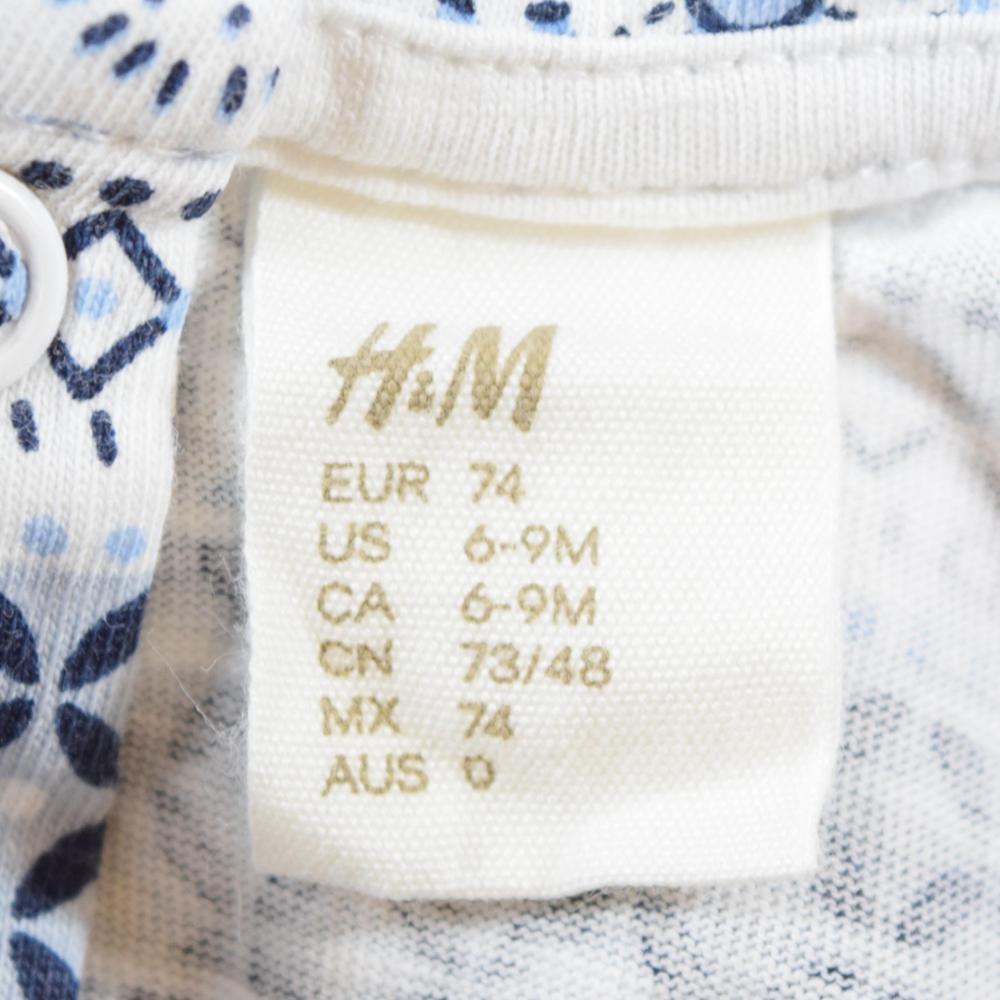 H&M
EUR 74
US 6-9M
CA 6-9M
CN 73/48
MX 74
AUS 0